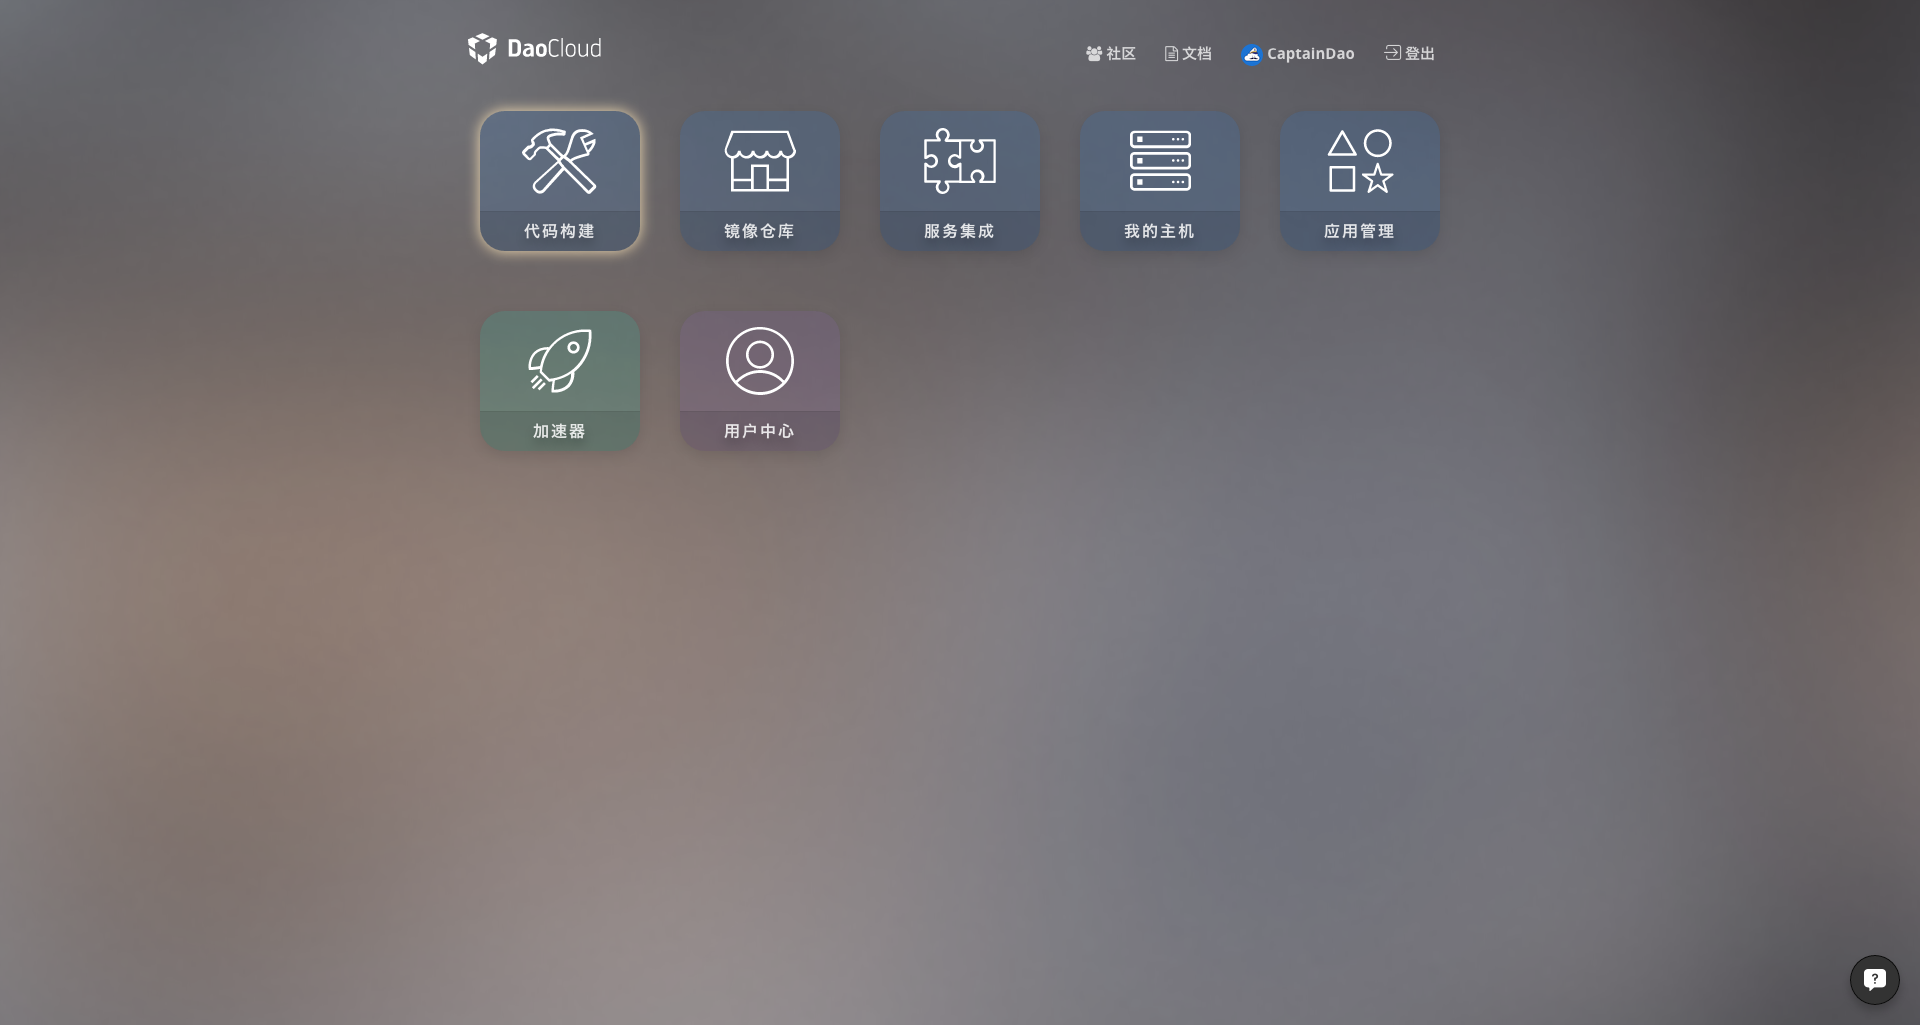 DaoCloud
社区
文档
CaptainDao
登出
代码构建
镜像仓库
服务集成
我的主机
应用管理
加速器
用户中心
?